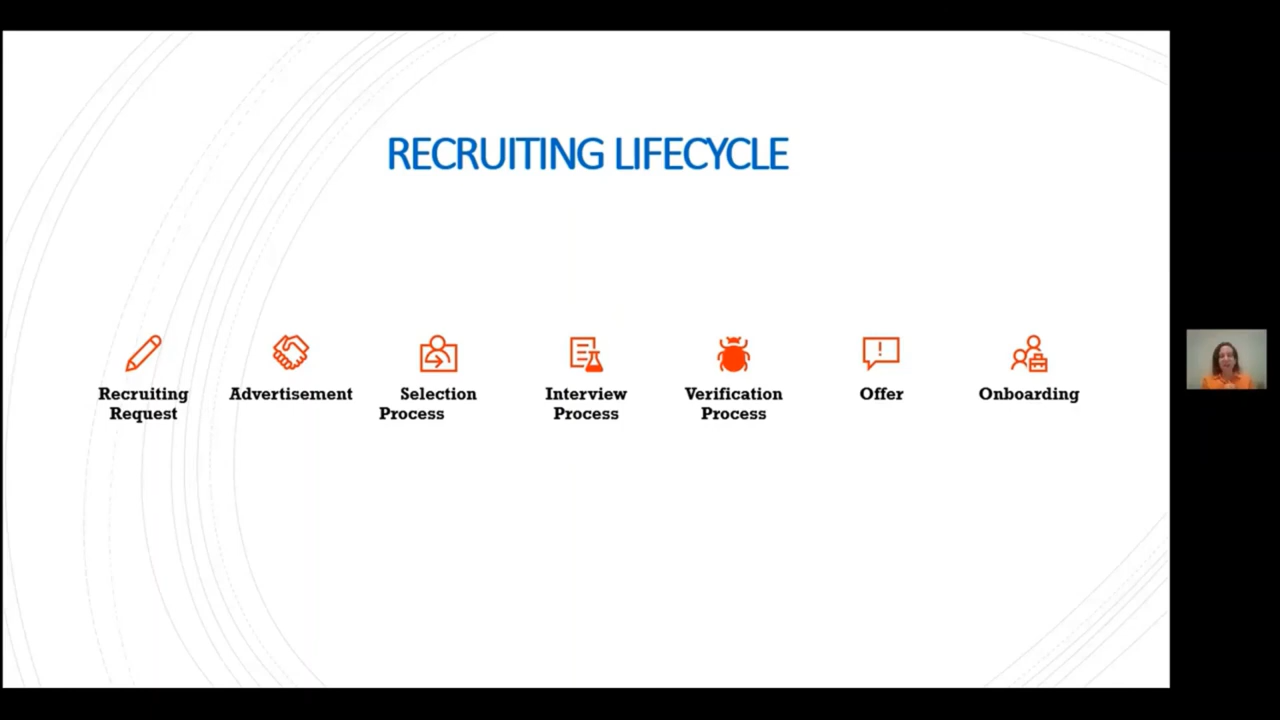 RECRUITING LIFECYCLE
Recruiting
Request
Advertisement
Selection
Process
Interview
Process
Verification
Process
Offer
Onboarding